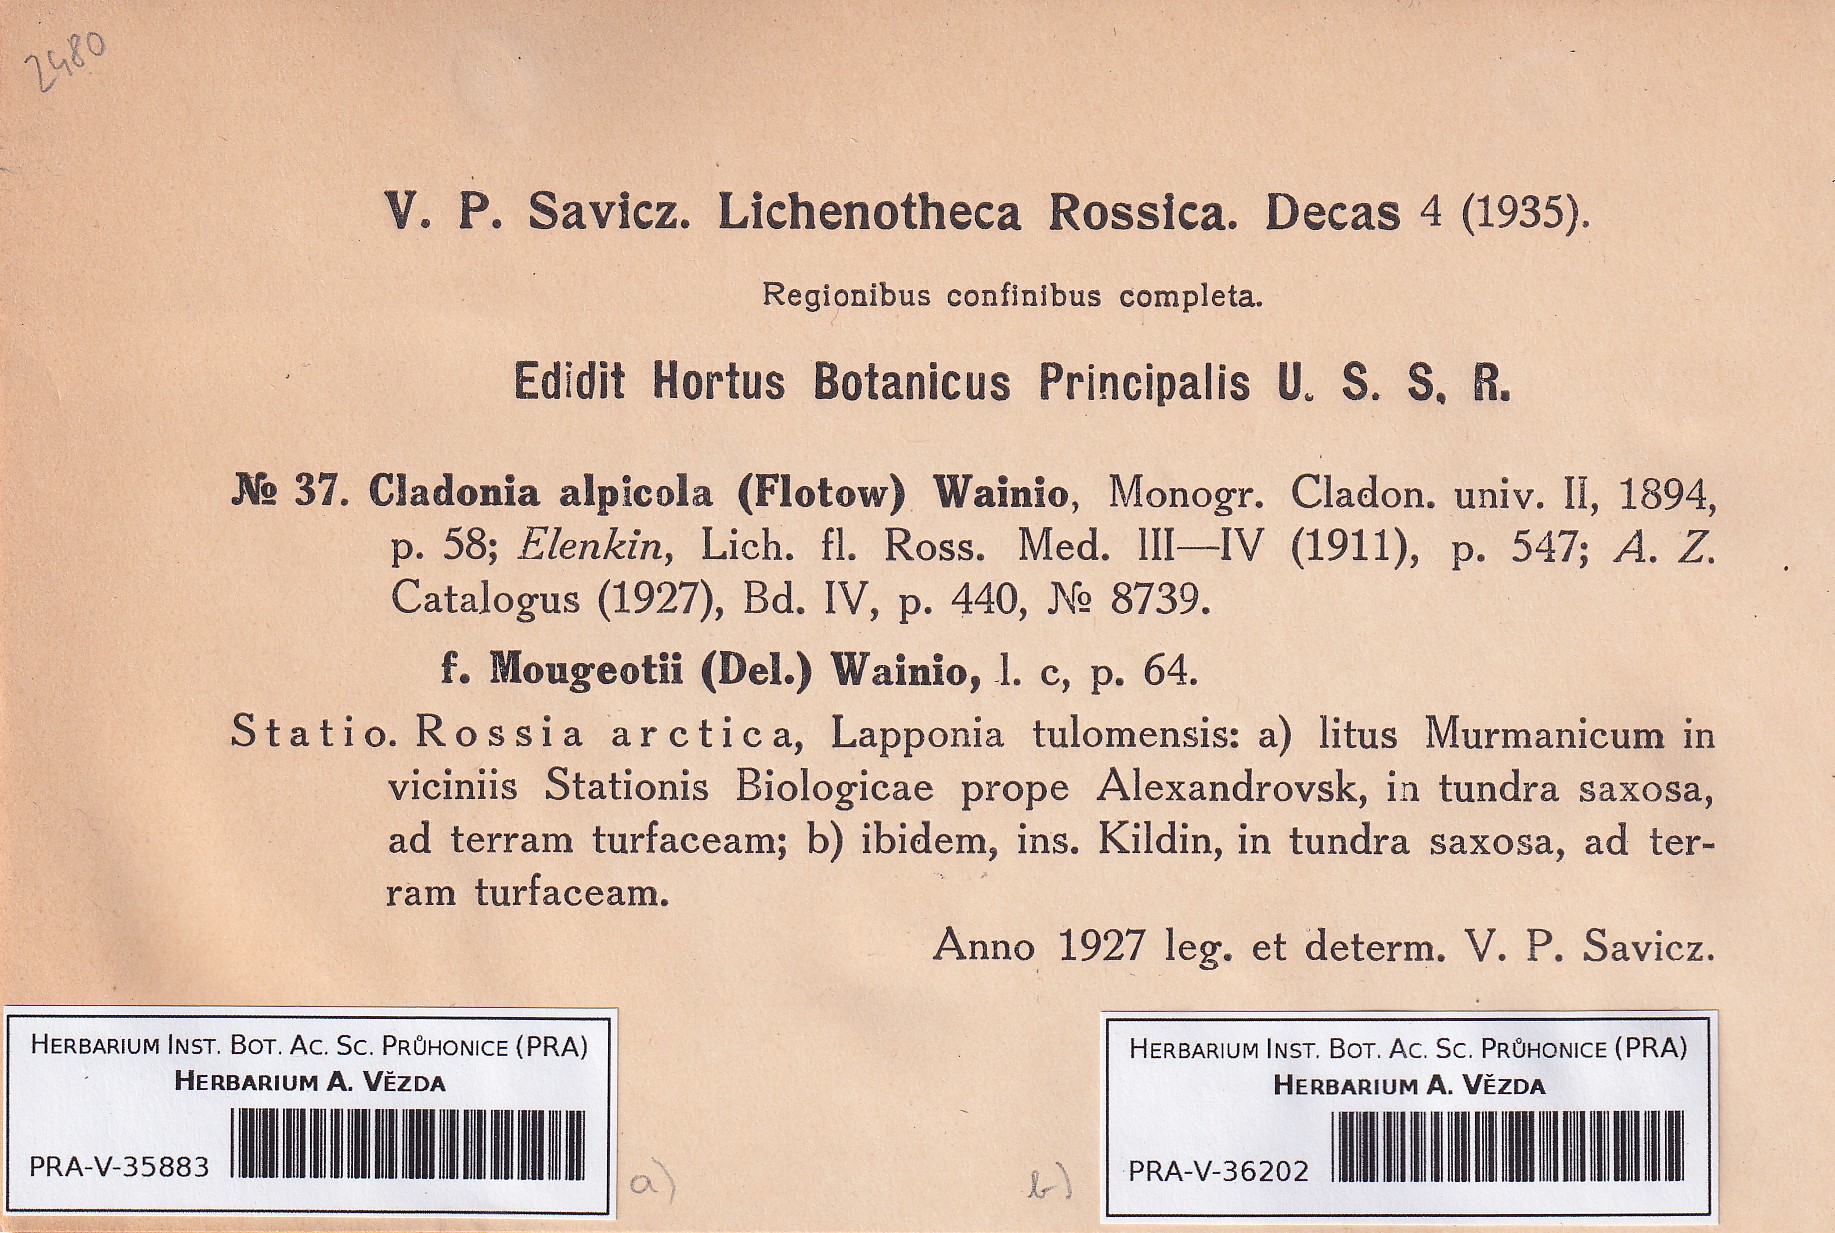 2480
V. P. Savicz. Lichenotheca Rossica. Decas 4 (1935).
Regionibus confinibus completa.
Edidit Hortus Botanicus Principalis U. S. S. R.
№ 37. Cladonia alpicola (Flotow) Wainio, Monogr. Cladon. univ. II, 1894,
p. 58; Elenkin, Lich. fl. Ross. Med. III—IV (1911), p. 547; A. Z.
Catalogus (1927), Bd. IV, p. 440, № 8739.
f. Mougeotii (Del.) Wainio, l. c, p. 64.
Statio. Rossia arctica, Lapponia tulomensis: a) litus Murmanicum in
viciniis Stationis Biologicae prope Alexandrovsk, in tundra saxosa,
ad terram turfaceam; b) ibidem, ins. Kildin, in tundra saxosa, ad ter-
ram turfaceam.
Anno 1927 leg. et determ. V. P. Savicz.
HERBARIUM INST. BOT. AC. SC. PRŮHONICE (PRA)
HERBARIUM A. VĚZDA
PRA-V-35883
a)
b)
HERBARIUM INST. BOT. AC. SC. PRŮHONICE (PRA)
HERBARIUM A. VĚZDA
PRA-V-36202